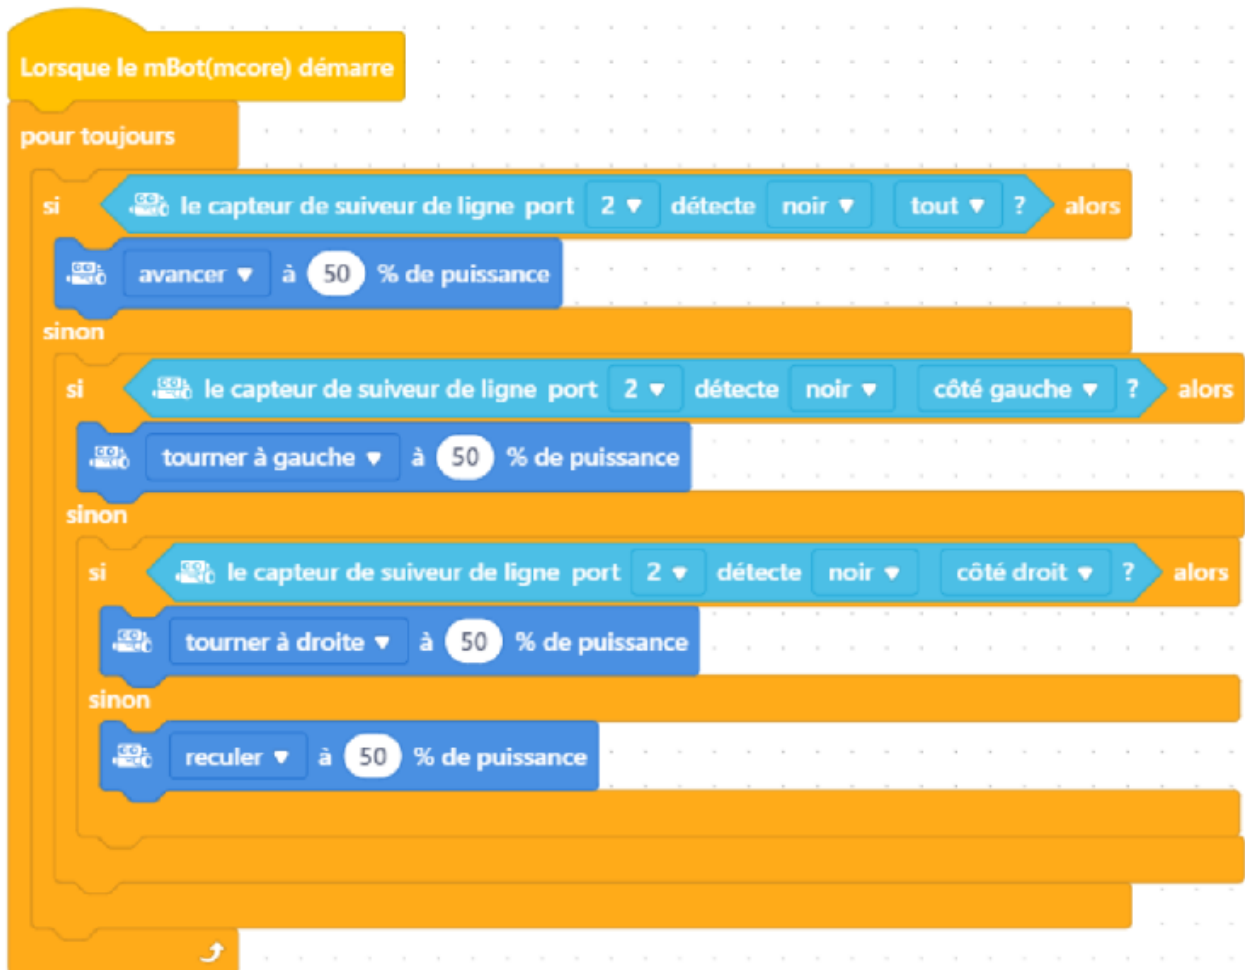 Lorsque le mBot(mcore) démarre
pour toujours
si le capteur de suiveur de ligne port 2 détecte noir tout ? alors
avancer à 50 % de puissance
sinon
si le capteur de suiveur de ligne port 2 détecte noir côté gauche ? alors
tourner à gauche à 50 % de puissance
sinon
si le capteur de suiveur de ligne port 2 détecte noir côté droit ? alors
tourner à droite à 50 % de puissance
sinon
reculer à 50 % de puissance